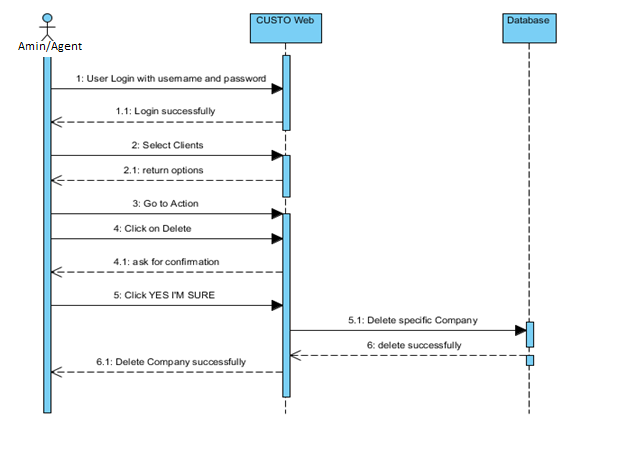 CUSTO Web
Database
Amin/Agent
1: User Login with username and password
1.1: Login successfully
2: Select Clients
2.1: return options
3: Go to Action
4: Click on Delete
4.1: ask for confirmation
5: Click YES I'M SURE
5.1: Delete specific Company
6: delete successfully
6.1: Delete Company successfully